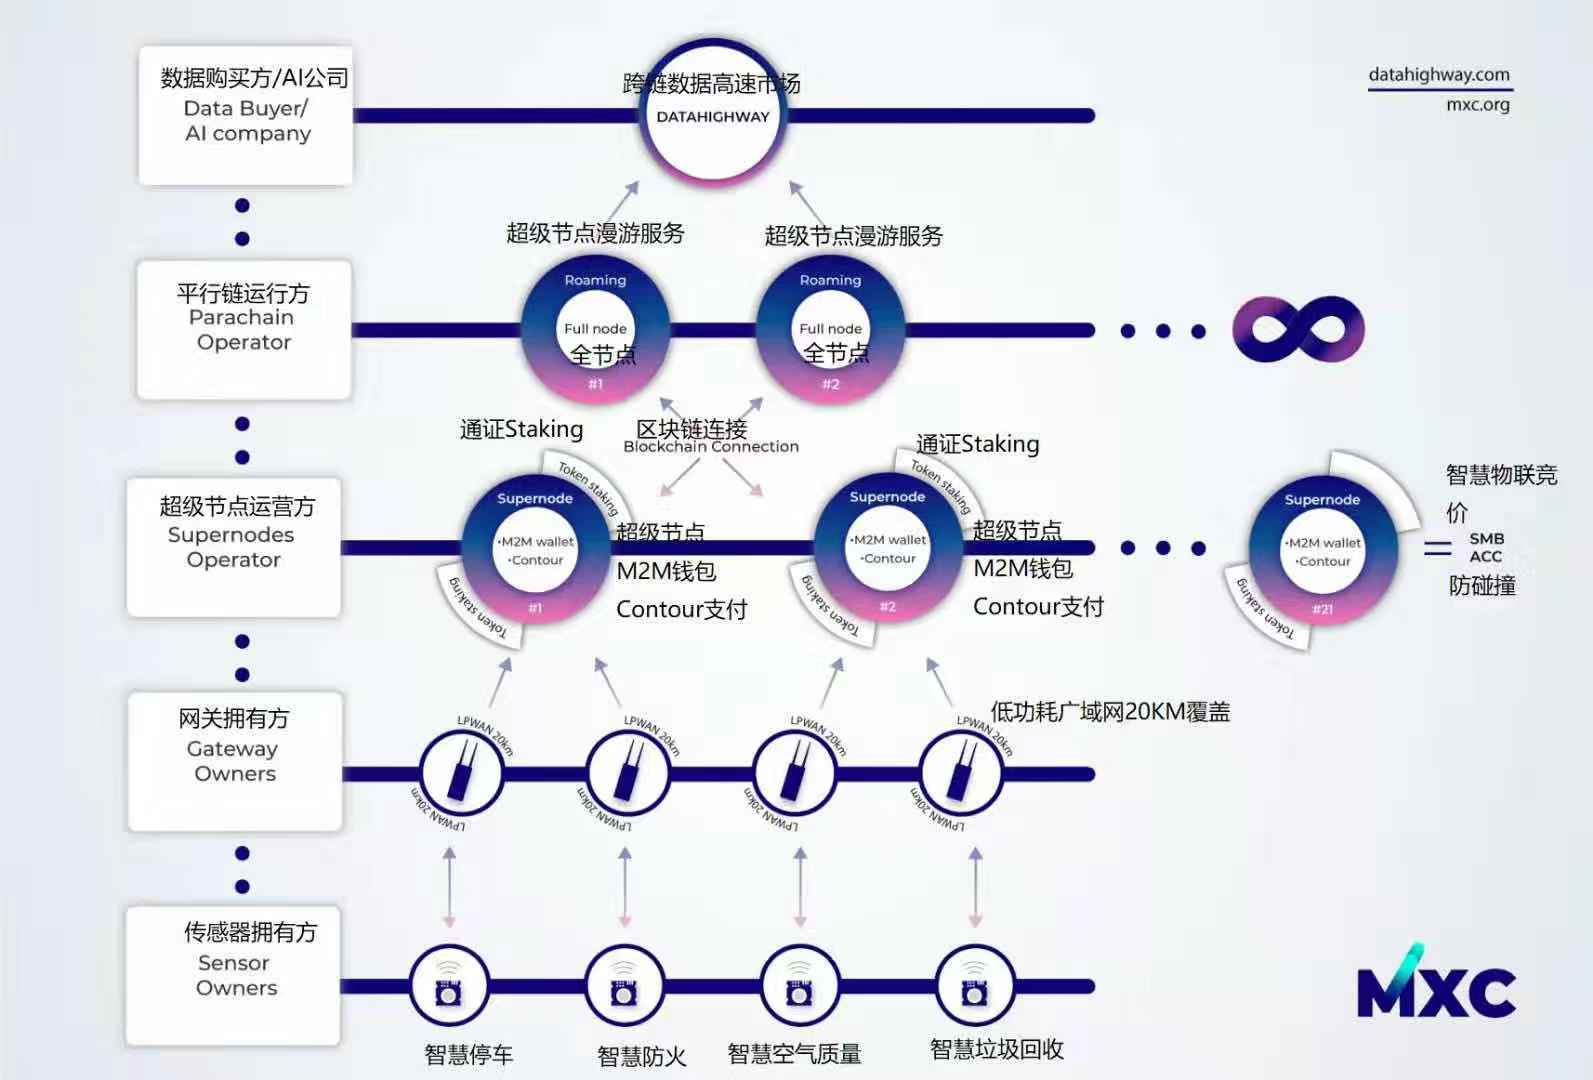 数据购买方/AI公司
Data Buyer/
AI company
跨链数据高速市场
DATAHIGHWAY
datahighway.com
mxc.org
超级节点漫游服务
超级节点漫游服务
平行链运行方
Parachain
Operator
Roaming
Full node
全节点
#1
Roaming
Full node
全节点
#2
通证Staking
区块链连接
Blockchain Connection
通证Staking
超级节点运营方
Supernodes
Operator
Token staking
Supernode
•M2M wallet
•Contour
#1
Token staking
超级节点
M2M钱包
Contour支付
Token staking
Supernode
•M2M wallet
•Contour
#2
Token staking
超级节点
M2M钱包
Contour支付
Supernode
•M2M wallet
•Contour
#21
Token staking
智慧物联竞
价
= SMB
ACC
防碰撞
网关拥有方
Gateway
Owners
LPWAN 20km
LPWAN 20km
LPWAN 20km
LPWAN 20km
LPWAN 20km
LPWAN 20km
LPWAN 20km
LPWAN 20km
低功耗广域网20KM覆盖
传感器拥有方
Sensor
Owners
智慧停车
智慧防火
智慧空气质量
智慧垃圾回收
MXC